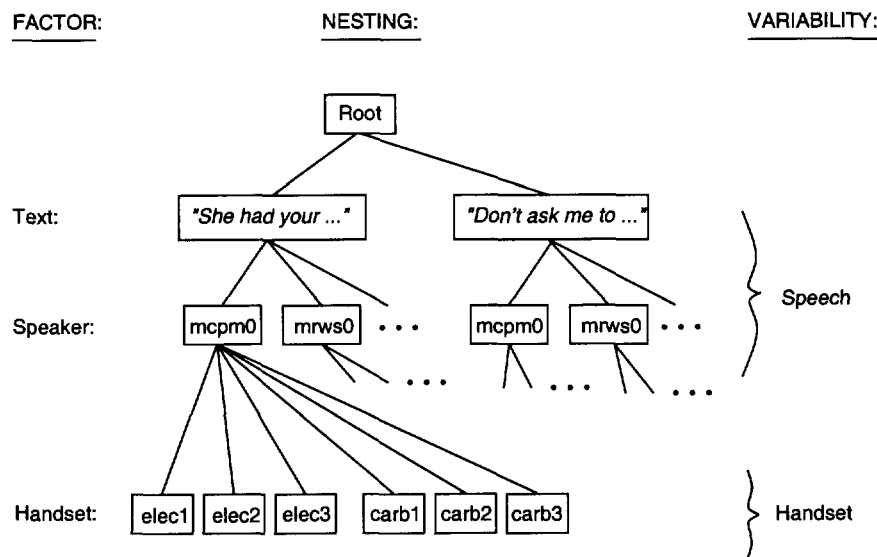 FACTOR: NESTING: VARIABILITY:
Root
Text: "She had your ..." "Don't ask me to ..."
Speech
Speaker: mcpm0 mrws0 ... mcpm0 mrws0 ...
... ... ...
Handset: elec1 elec2 elec3 carb1 carb2 carb3 Handset